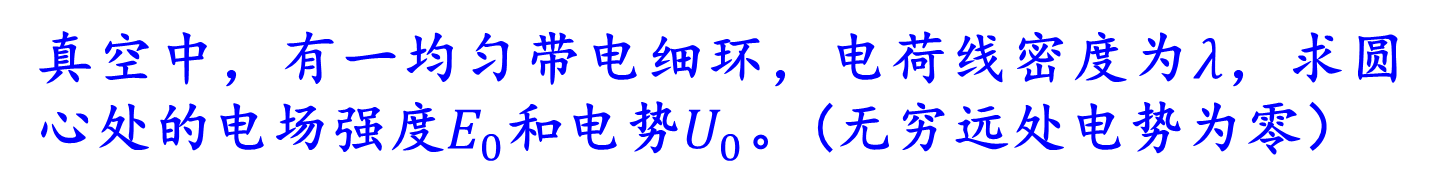 真空中，有一均匀带电细环，电荷线密度为λ，求圆
心处的电场强度E₀和电势U₀。(无穷远处电势为零)